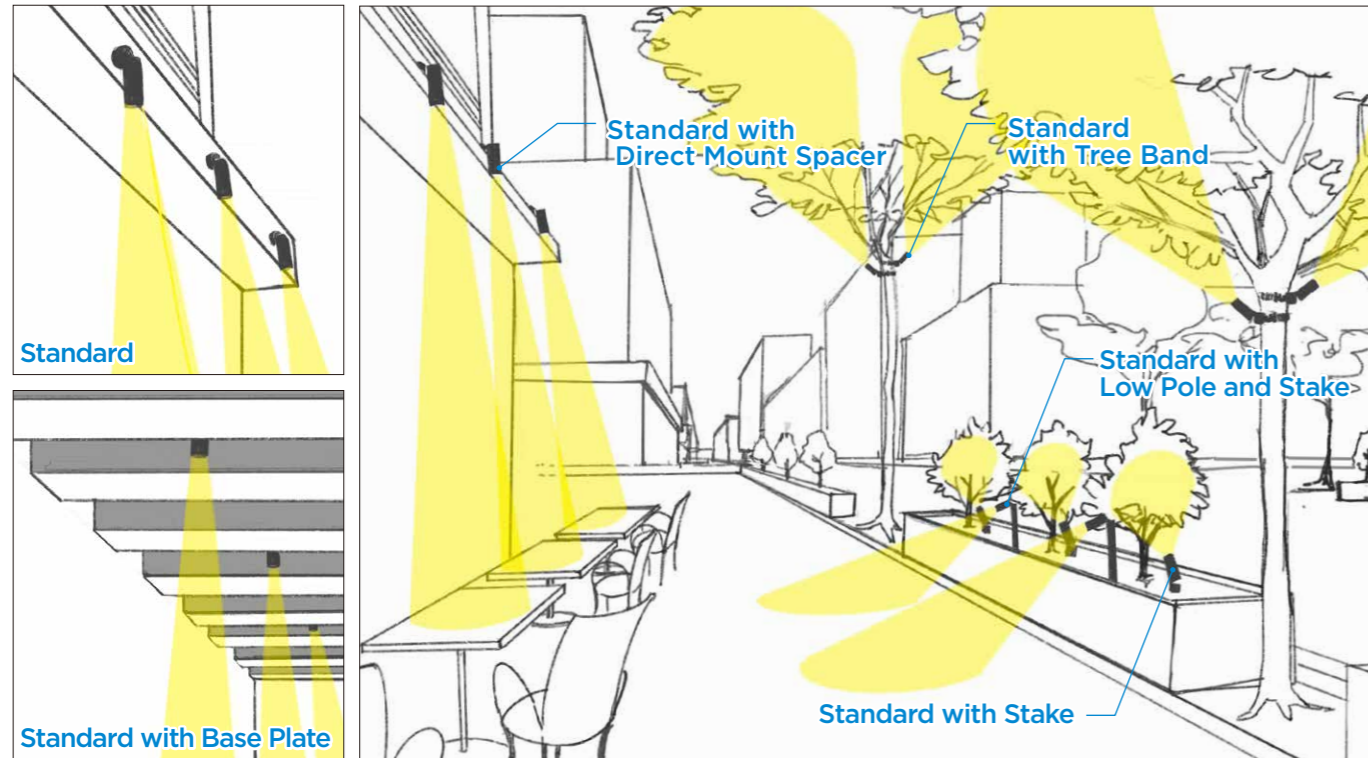 Standard
Standard with Base Plate
Standard with
Direct Mount Spacer
Standard
with Tree Band
Standard with
Low Pole and Stake
Standard with Stake